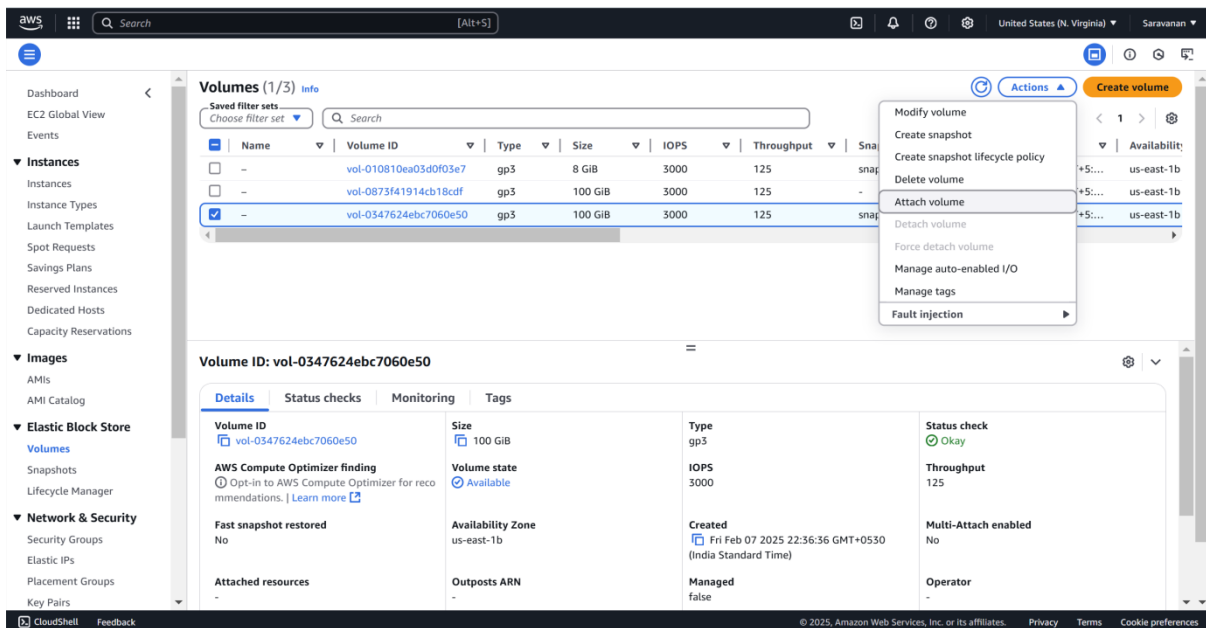 aws Search [Alt+S] United States (N. Virginia) Saravanan
Dashboard
EC2 Global View
Events
Instances
Instances
Instance Types
Launch Templates
Spot Requests
Savings Plans
Reserved Instances
Dedicated Hosts
Capacity Reservations
Images
AMIs
AMI Catalog
Elastic Block Store
Volumes
Snapshots
Lifecycle Manager
Network & Security
Security Groups
Elastic IPs
Placement Groups
Key Pairs
Volumes (1/3) Info
Actions
Create volume
Saved filter sets
Choose filter set
Search
1
Name Volume ID Type Size IOPS Throughput Sna Availability
– vol-010810ea03d0f03e7 gp3 8 GiB 3000 125 snap +5:... us-east-1b
– vol-0873f41914cb18cdf gp3 100 GiB 3000 125 - +5:... us-east-1b
– vol-0347624ebc7060e50 gp3 100 GiB 3000 125 snap +5:... us-east-1b
Modify volume
Create snapshot
Create snapshot lifecycle policy
Delete volume
Attach volume
Detach volume
Force detach volume
Manage auto-enabled I/O
Manage tags
Fault injection
Volume ID: vol-0347624ebc7060e50
Details Status checks Monitoring Tags
Volume ID
vol-0347624ebc7060e50
Size
100 GiB
Type
gp3
Status check
Okay
AWS Compute Optimizer finding
Opt-in to AWS Compute Optimizer for reco
mmendations. | Learn more
Volume state
Available
IOPS
3000
Throughput
125
Fast snapshot restored
No
Availability Zone
us-east-1b
Created
Fri Feb 07 2025 22:36:36 GMT+0530
(India Standard Time)
Multi-Attach enabled
No
Attached resources
-
Outposts ARN
-
Managed
false
Operator
-
CloudShell Feedback © 2025, Amazon Web Services, Inc. or its affiliates. Privacy Terms Cookie preferences